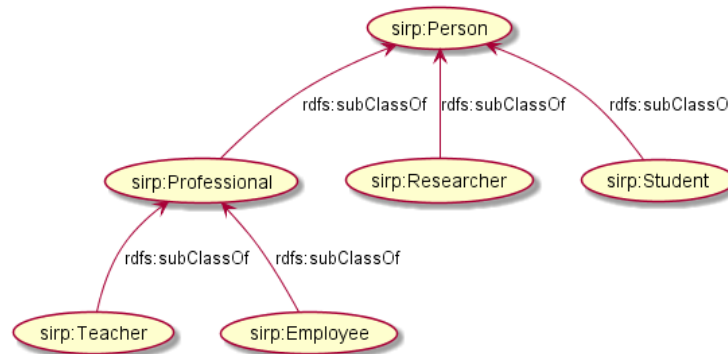 sirp:Person
rdfs:subClassOf
rdfs:subClassOf
rdfs:subClassOf
sirp:Professional
sirp:Researcher
sirp:Student
rdfs:subClassOf
rdfs:subClassOf
sirp:Teacher
sirp:Employee